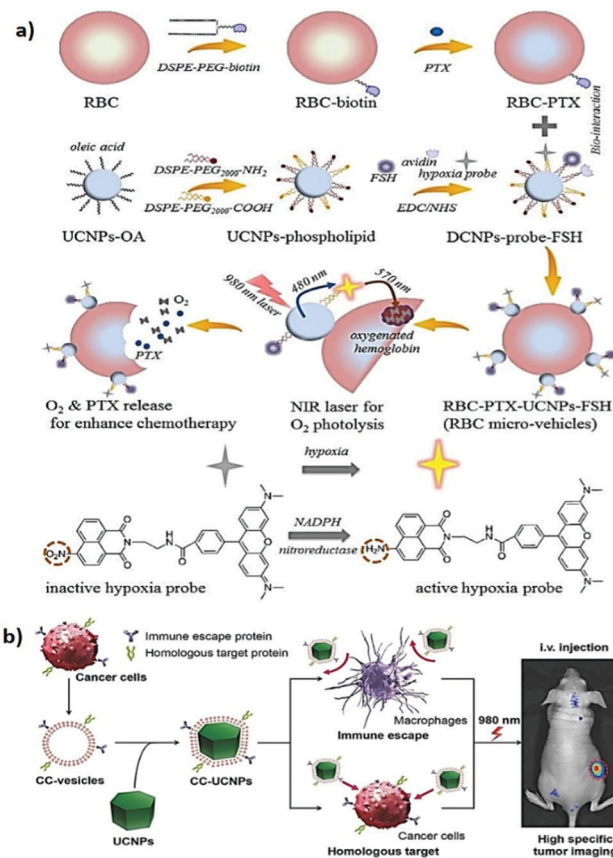 a)
DSPE-PEG-biotin
PTX
RBC
RBC-biotin
RBC-PTX
Bio-interaction
oleic acid
DSPE-PEG2000-NH2
DSPE-PEG2000-COOH
FSH
avidin
hypoxia probe
EDC/NHS
UCNPs-OA
UCNPs-phospholipid
DCNPs-probe-FSH
O2
PTX
980 nm laser
480 nm
570 nm
oxygenated
hemoglobin
O2 & PTX release
for enhance chemotherapy
NIR laser for
O2 photolysis
RBC-PTX-UCNPs-FSH
(RBC micro-vehicles)
hypoxia
O2N
N
O
O
H
N
O
N
O
N
NADPH
nitroreductase
H2N
N
O
O
H
N
O
N
O
N
inactive hypoxia probe
active hypoxia probe
b)
Immune escape protein
Homologous target protein
Cancer cells
CC-vesicles
UCNPs
CC-UCNPs
Macrophages
Immune escape
Cancer cells
Homologous target
980 nm
i.v. injection
High specific
tumor imaging